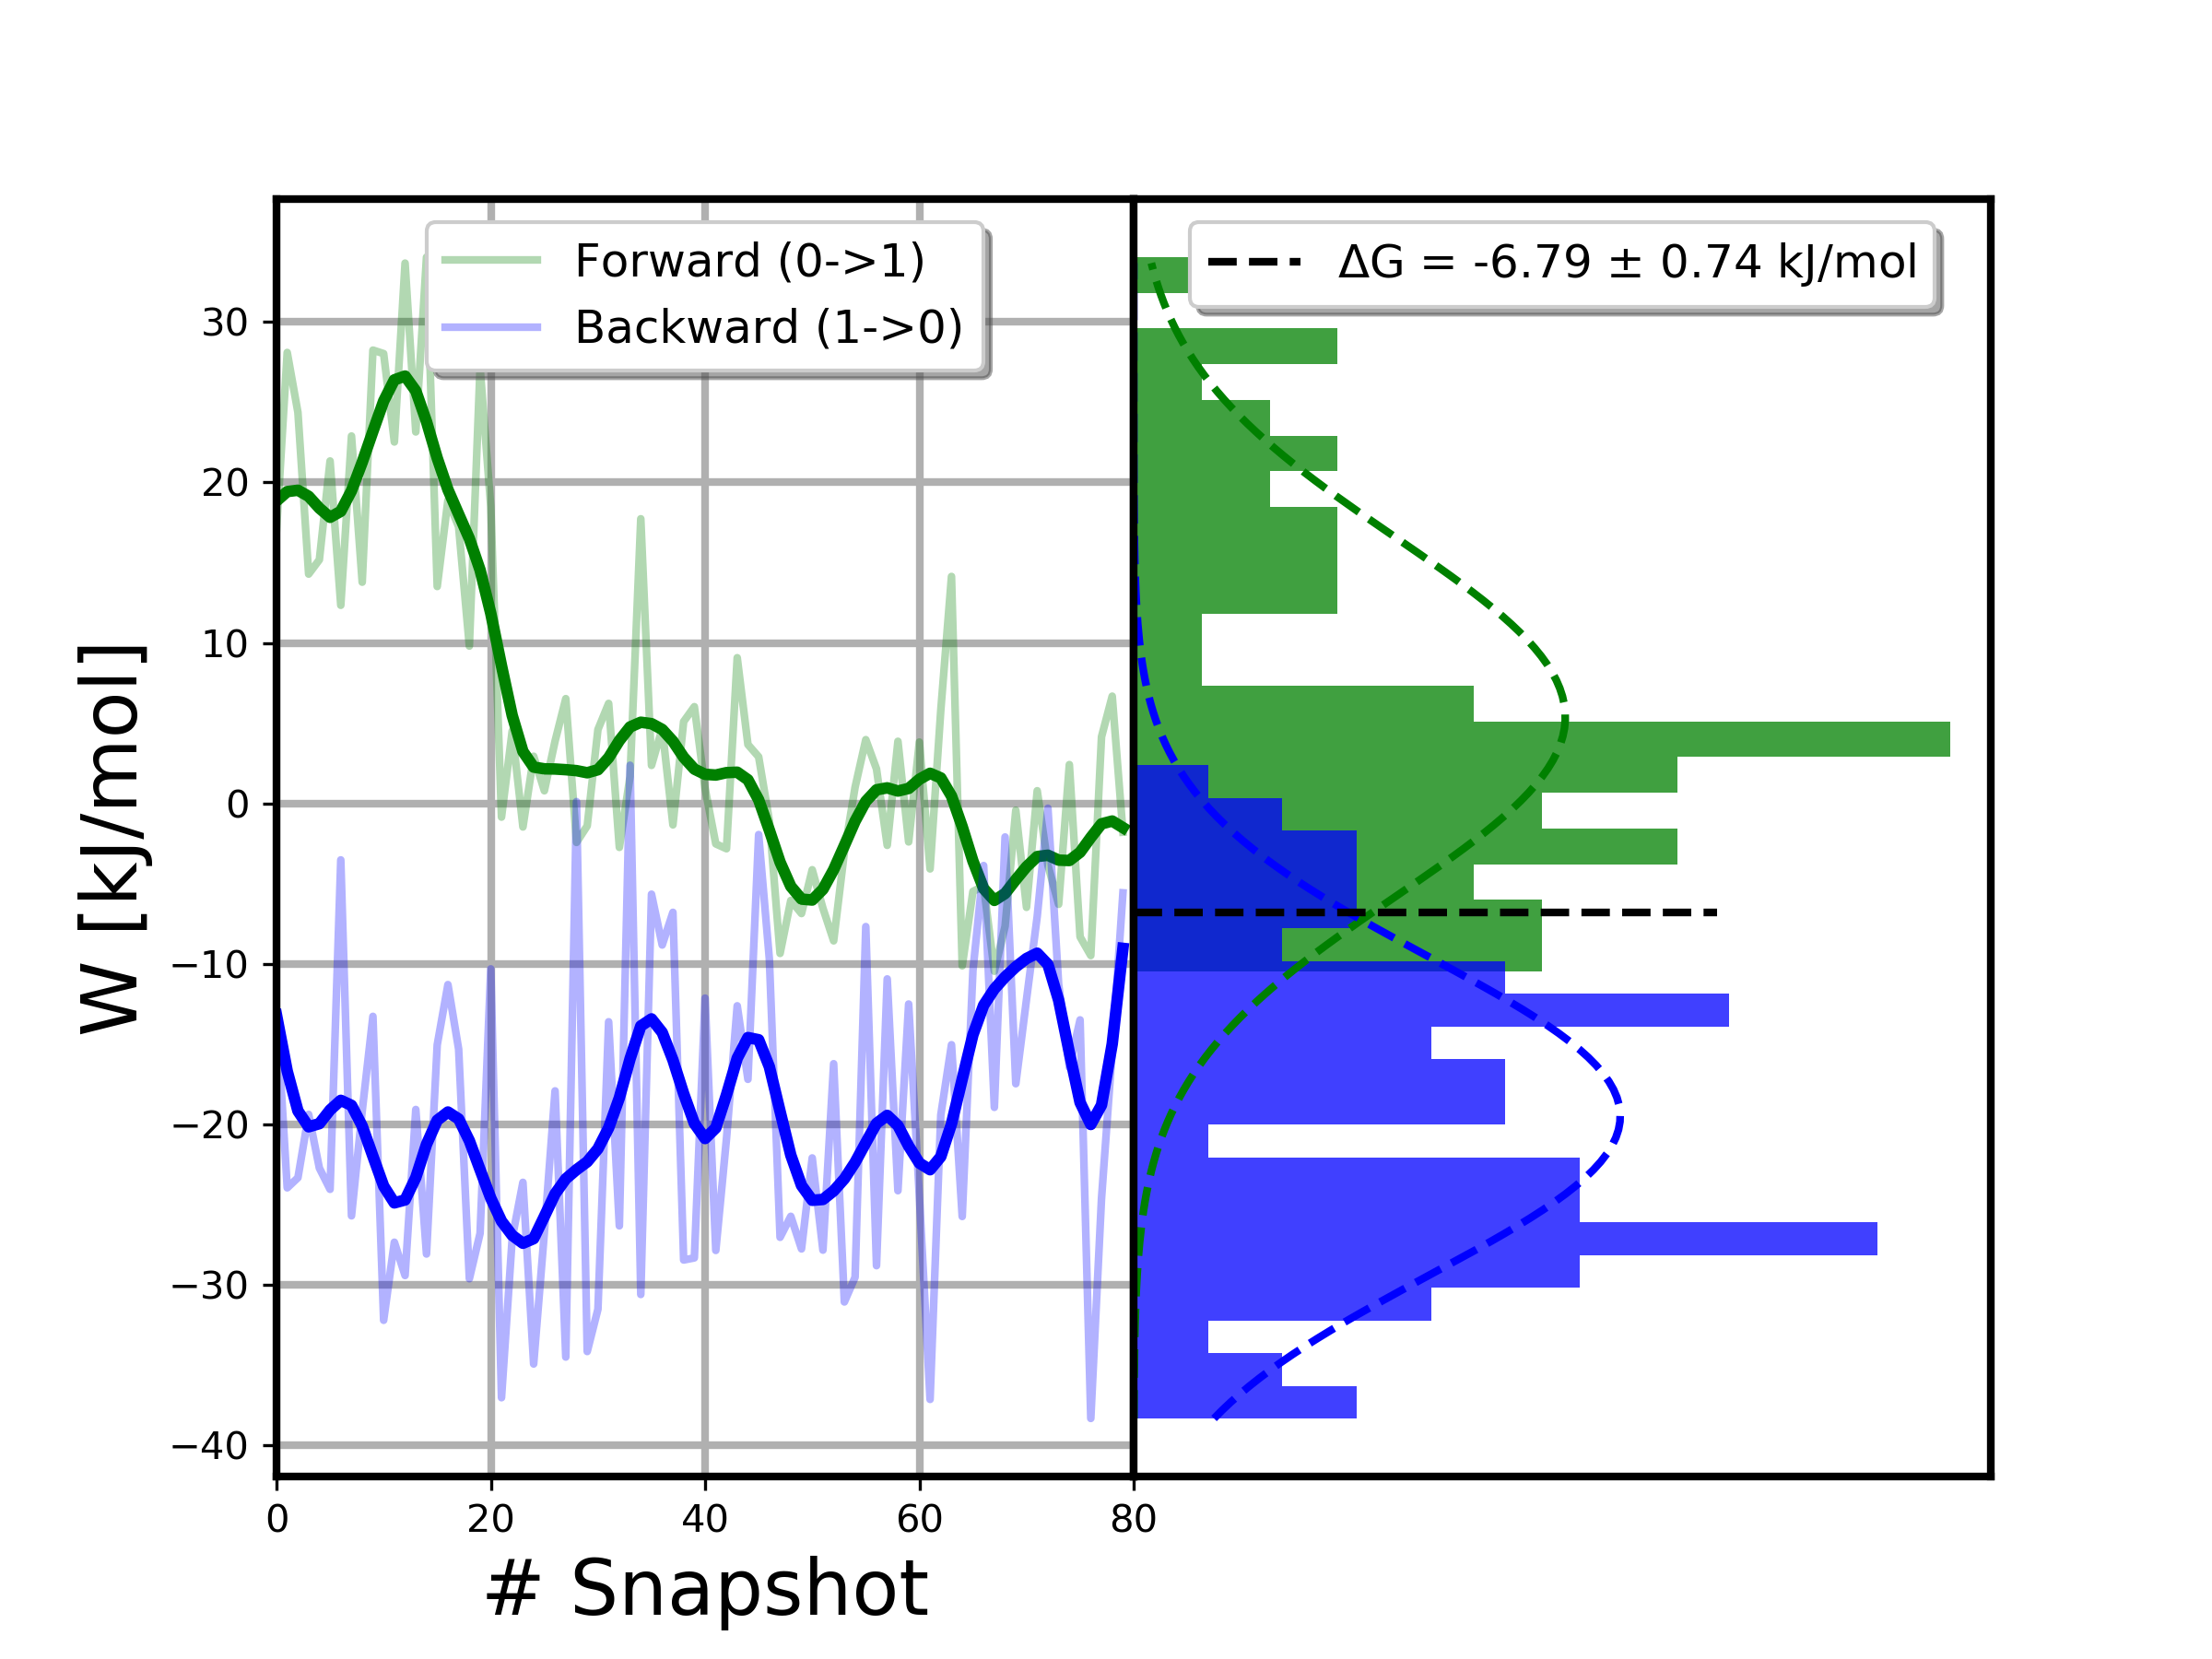 Forward (0->1)
Backward (1->0)
ΔG = -6.79 ± 0.74 kJ/mol
30
20
10
0
−10
−20
−30
−40
W [kJ/mol]
0 20 40 60 80
# Snapshot